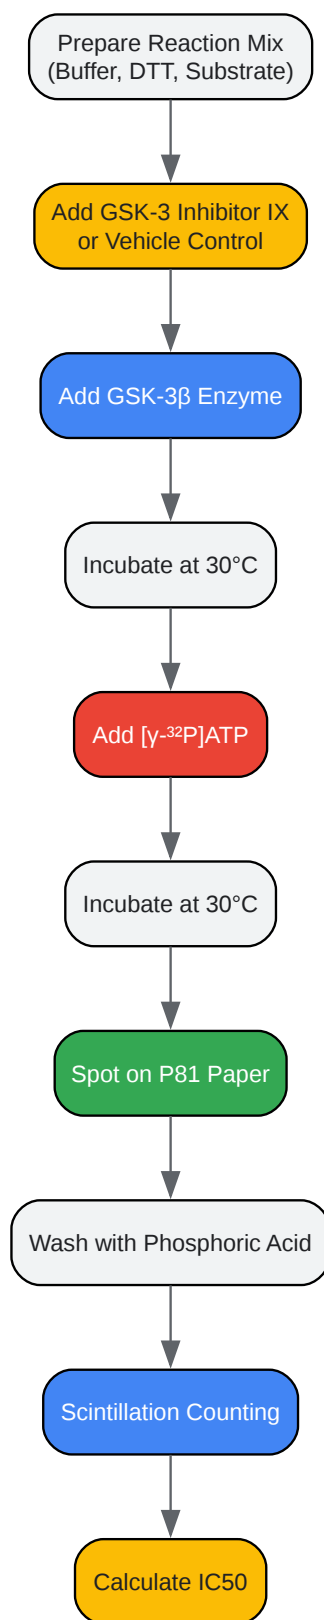 Prepare Reaction Mix
(Buffer, DTT, Substrate)
Add GSK-3 Inhibitor IX
or Vehicle Control
Add GSK-3β Enzyme
Incubate at 30°C
Add [γ-³²P]ATP
Incubate at 30°C
Spot on P81 Paper
Wash with Phosphoric Acid
Scintillation Counting
Calculate IC50